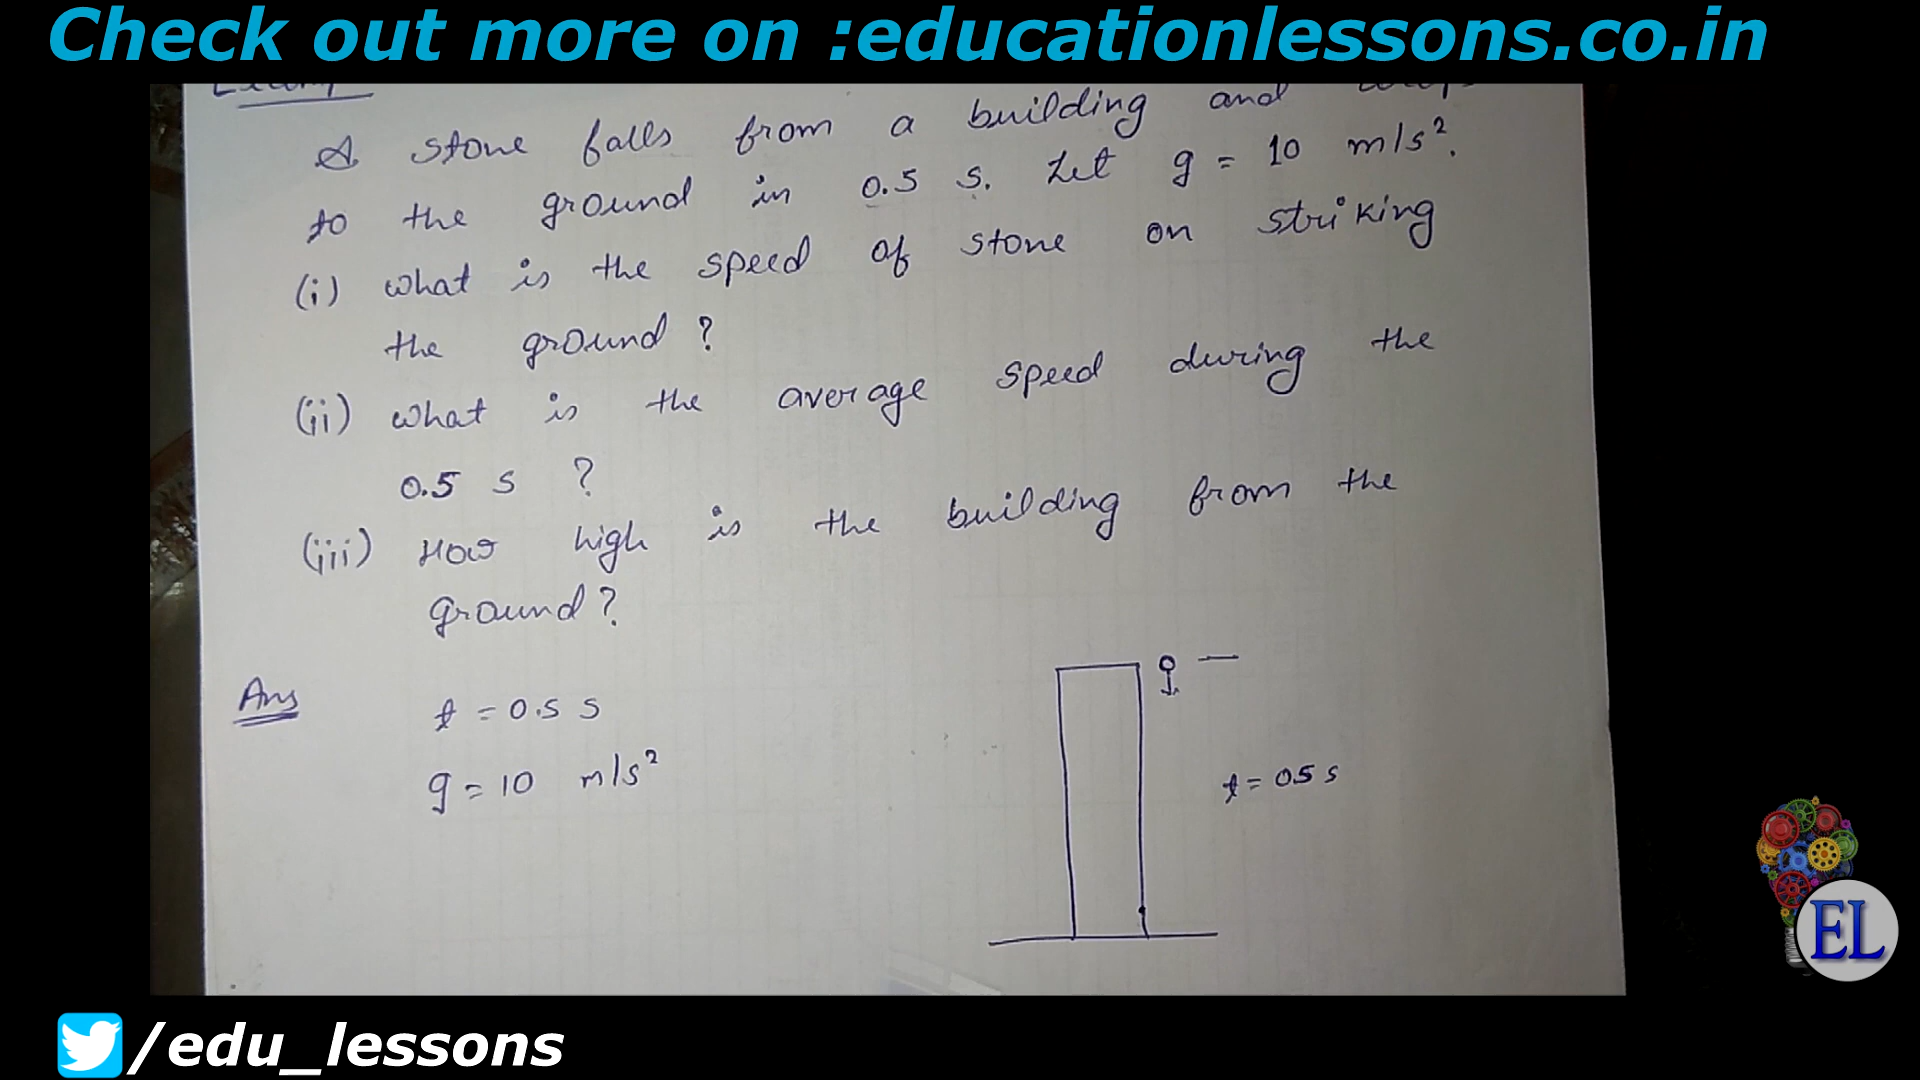 Check out more on :educationlessons.co.in
A stone falls from a building and
to the ground in 0.5 s. Let g = 10 m/s².
(i) what is the speed of stone on striking
the ground?
(ii) what is the average speed during the
0.5 s ?
(iii) How high is the building from the
ground?
Ans
t = 0.5 s
g = 10 m/s²
t = 0.5 s
EL
/edu_lessons